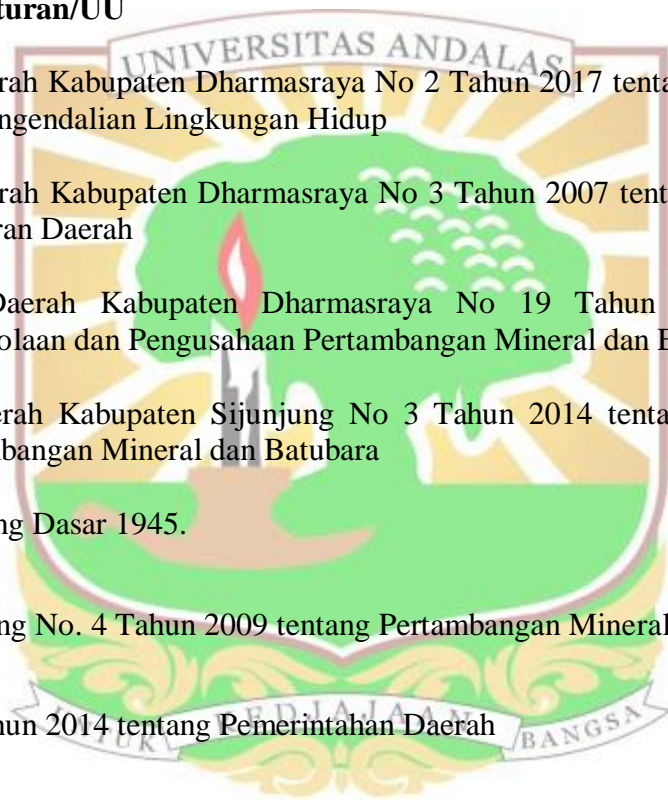 turan/UU
UNIVERSITAS ANDALAS
rah Kabupaten Dharmasraya No 2 Tahun 2017 tenta
ngendalian Lingkungan Hidup
rah Kabupaten Dharmasraya No 3 Tahun 2007 tent
ran Daerah
Daerah Kabupaten Dharmasraya No 19 Tahun
olaan dan Pengusahaan Pertambangan Mineral dan B
erah Kabupaten Sijunjung No 3 Tahun 2014 tenta
bangan Mineral dan Batubara
ng Dasar 1945.
ng No. 4 Tahun 2009 tentang Pertambangan Mineral
hun 2014 tentang Pemerintahan Daerah
UNTUK KEDJAJAAN BANGSA